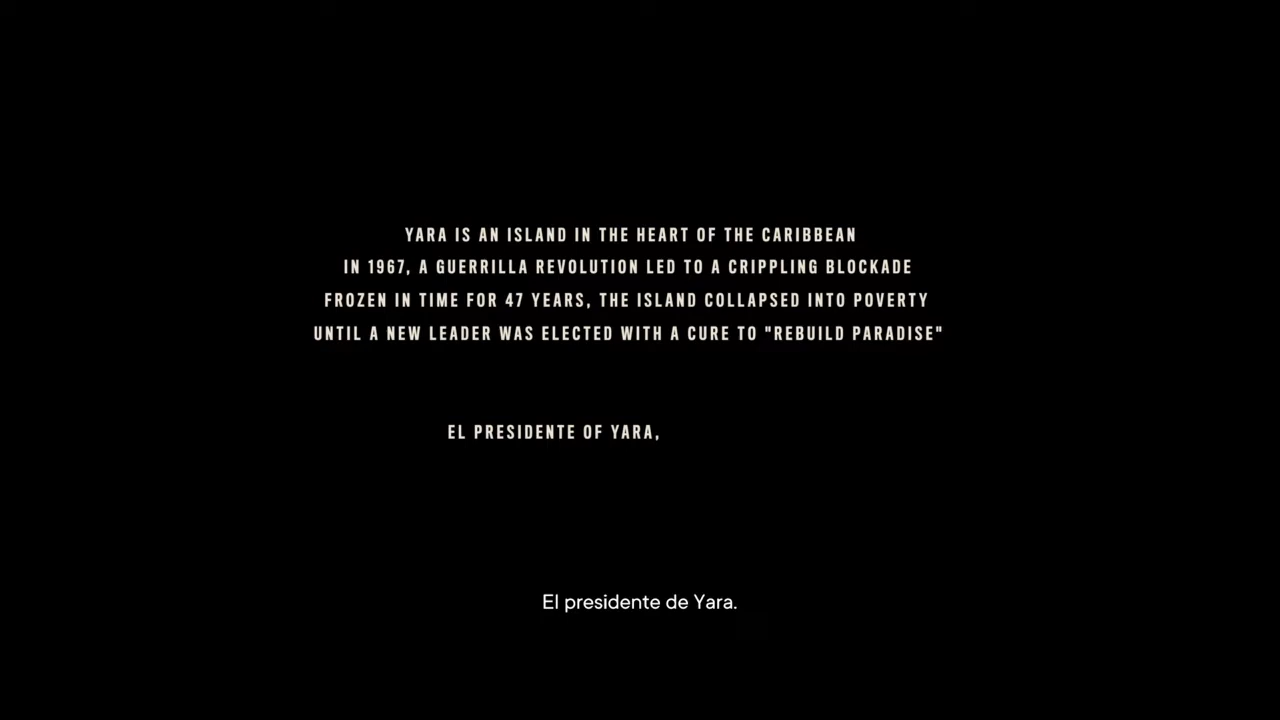 YARA IS AN ISLAND IN THE HEART OF THE CARIBBEAN
IN 1967, A GUERRILLA REVOLUTION LED TO A CRIPPLING BLOCKADE
FROZEN IN TIME FOR 47 YEARS, THE ISLAND COLLAPSED INTO POVERTY
UNTIL A NEW LEADER WAS ELECTED WITH A CURE TO "REBUILD PARADISE"
EL PRESIDENTE OF YARA,
El presidente de Yara.